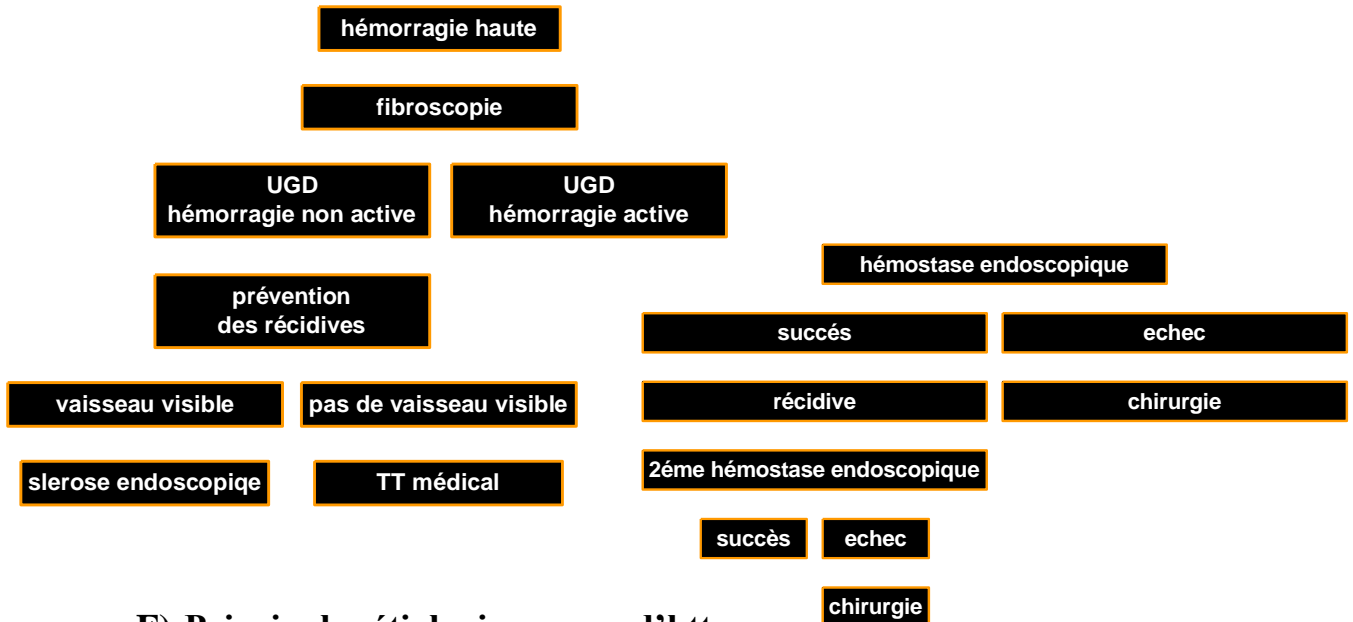 hémorragie haute
fibroscopie
UGD
hémorragie non active
UGD
hémorragie active
prévention
des récidives
vaisseau visible
pas de vaisseau visible
slerose endoscopiqe
TT médical
hémostase endoscopique
succés
echec
récidive
chirurgie
2éme hémostase endoscopique
succès
echec
chirurgie